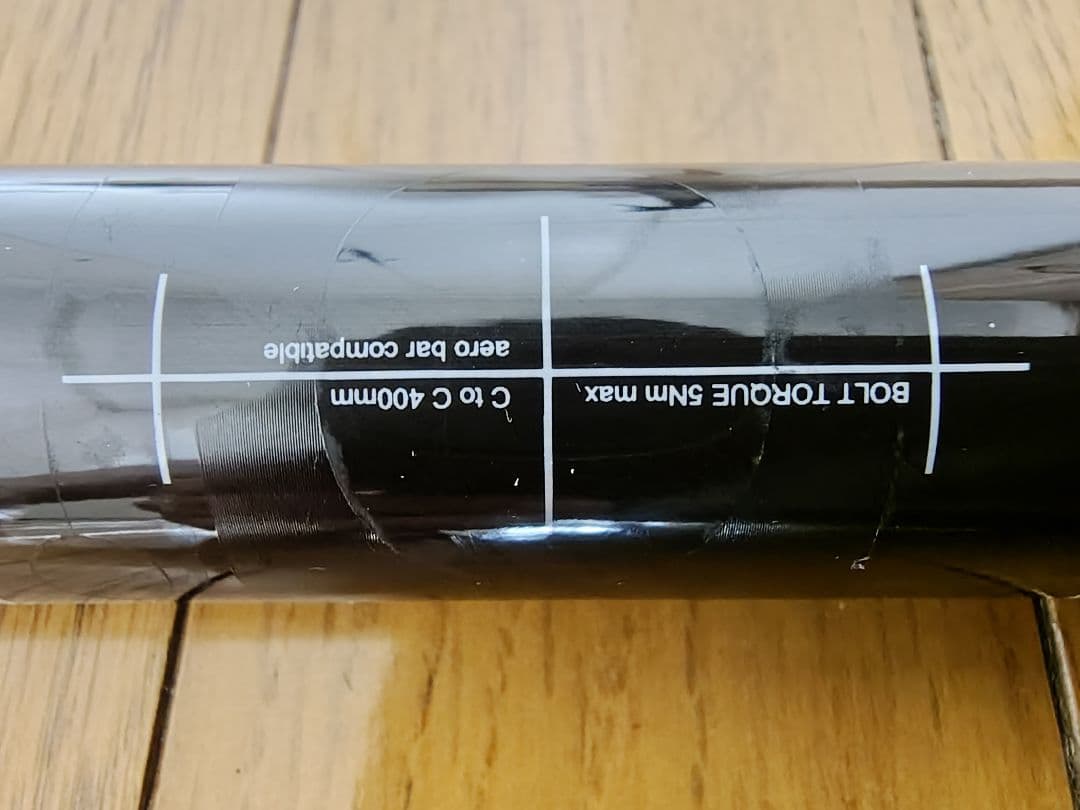 BOLT TORQUE 5Nm max
C to C 400mm
aero bar compatible